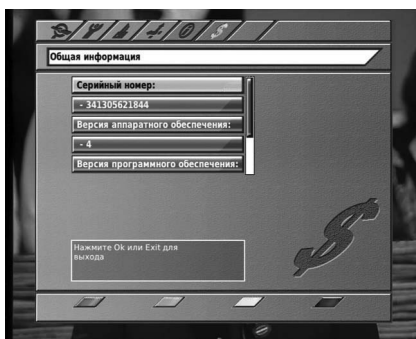 Общая информация
Серийный номер:
- 341305621844
Версия аппаратного обеспечения:
- 4
Версия программного обеспечения:
Нажмите Ok или Exit для
выхода